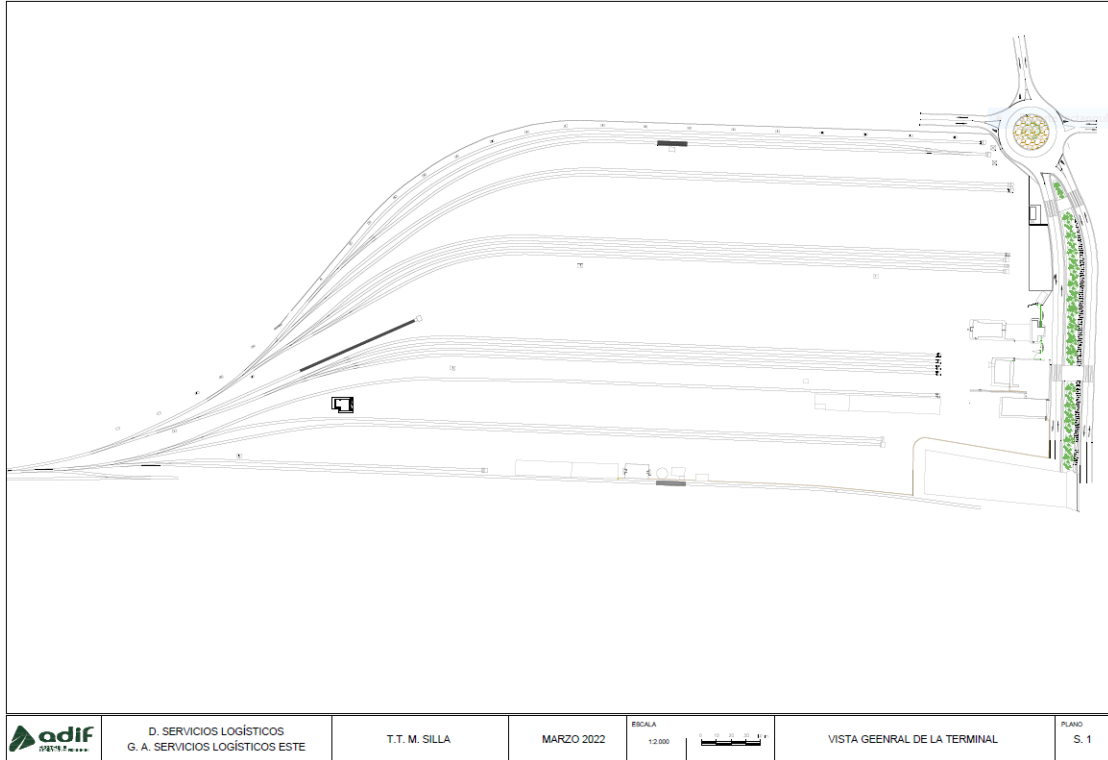 adif
D. SERVICIOS LOGÍSTICOS
G. A. SERVICIOS LOGÍSTICOS ESTE
T.T. M. SILLA
MARZO 2022
ESCALA
1:2.000
VISTA GEENRAL DE LA TERMINAL
PLANO
S. 1